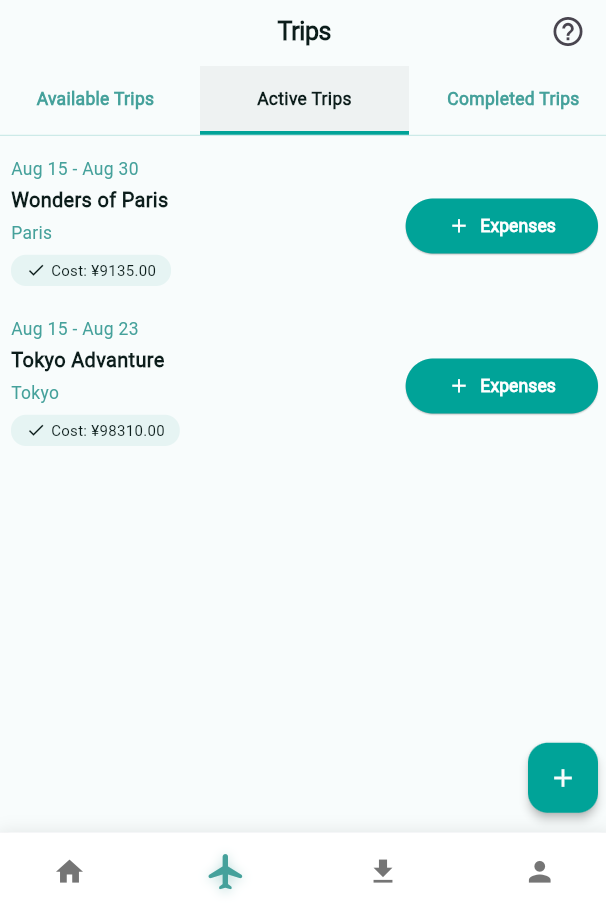 Trips
Available Trips
Active Trips
Completed Trips
Aug 15 - Aug 30
Wonders of Paris
Paris
Cost: ¥9135.00
+ Expenses
Aug 15 - Aug 23
Tokyo Advanture
Tokyo
Cost: ¥98310.00
+ Expenses